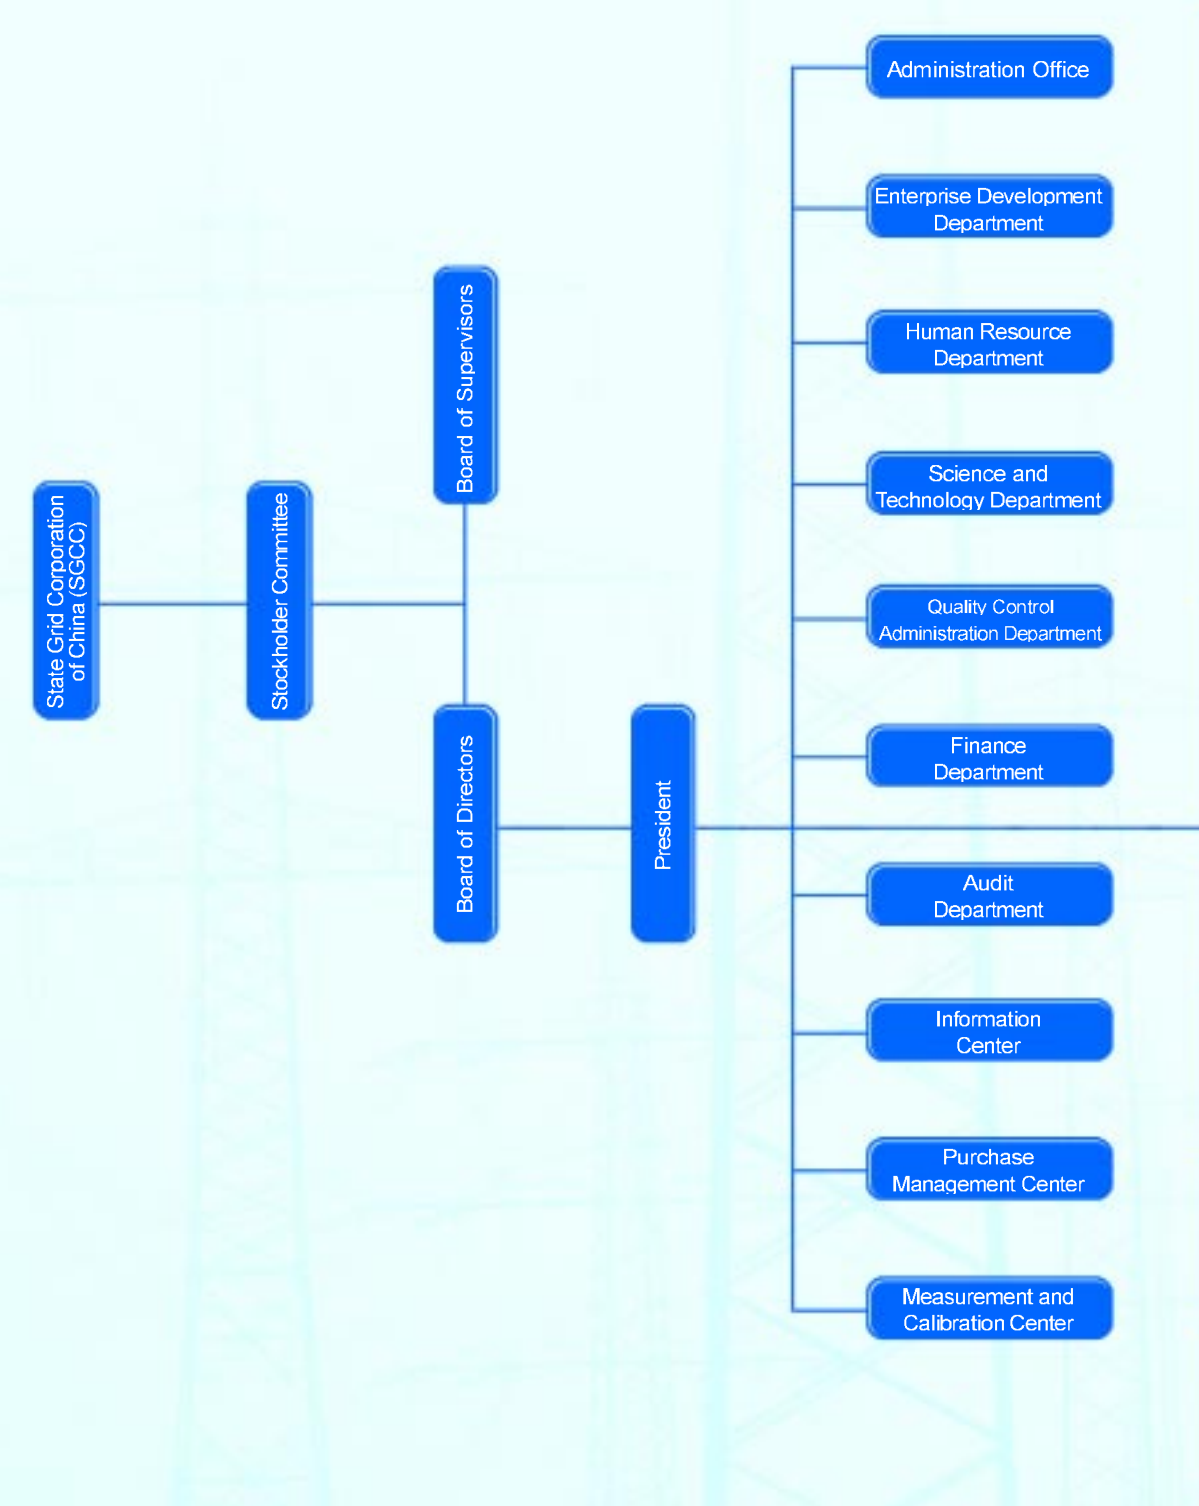 State Grid Corporation
of China (SGCC)
Stockholder Committee
Board of Supervisors
Board of Directors
President
Administration Office
Enterprise Development
Department
Human Resource
Department
Science and
Technology Department
Quality Control
Administration Department
Finance
Department
Audit
Department
Information
Center
Purchase
Management Center
Measurement and
Calibration Center